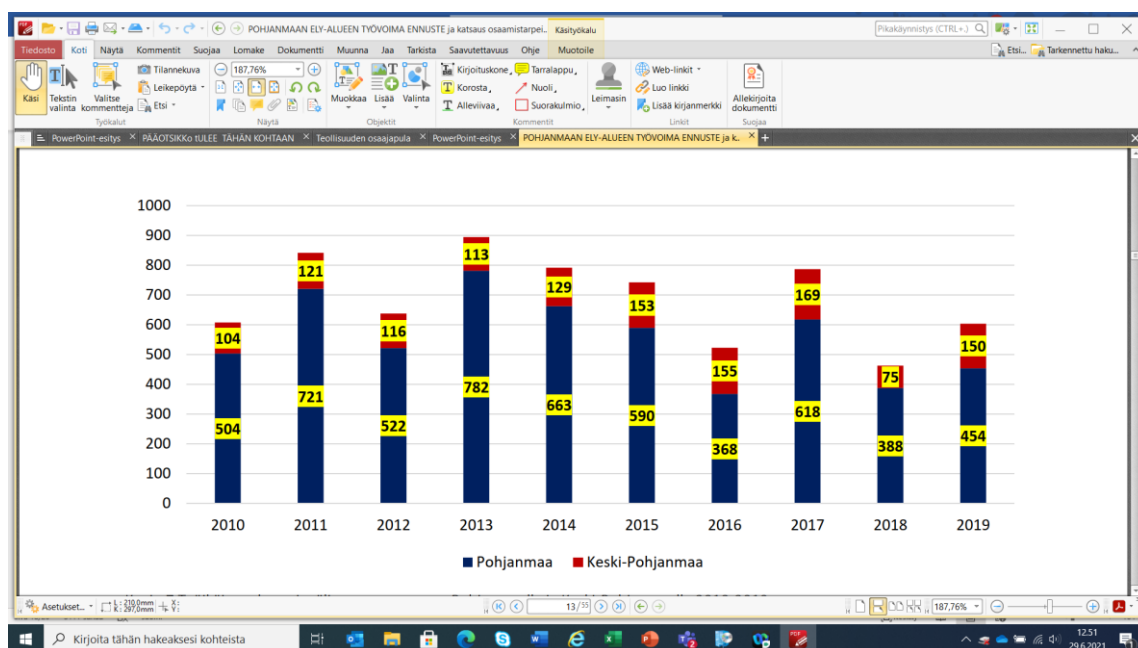 POHJANMAAN ELY-ALUEEN TYÖVOIMA ENNUSTE ja katsaus osaamistarpei..
Käsityökalu
Pikakäynnistys (CTRL+.)
Tiedosto Koti Näytä Kommentit Suojaa Lomake Dokumentti Muunna Jaa Tarkista Saavutettavuus Ohje Muotoile
Etsi... Tarkennettu haku...
Käsi
Tekstin valinta
Valitse kommentteja
Tilannekuva
Leikepöytä
Etsi
Työkalut
187,76%
Näytä
Muokkaa Lisää Valinta
Objektit
Kirjoituskone, Tarralappu,
Korosta, Nuoli,
Alleviivaa, Suorakulmio,
Leimasin
Kommentit
Web-linkit
Luo linkki
Lisää kirjanmerkki
Linkit
Allekirjoita dokumentti
Suojaa
PowerPoint-esitys × PÄÄOTSIKKo tULEE TÄHÄN KOHTAAN × Teollisuuden osaajapula × PowerPoint-esitys × POHJANMAAN ELY-ALUEEN TYÖVOIMA ENNUSTE ja k.. × +
1000
900
800
700
600
500
400
300
200
100
0
104 121 116 113 129 153 155 169 75 150
504 721 522 782 663 590 368 618 388 454
2010 2011 2012 2013 2014 2015 2016 2017 2018 2019
Pohjanmaa Keski-Pohjanmaa
Asetukset... L: 210,0mm K: 297,0mm X: Y:
13/55
187,76%
Kirjoita tähän hakeaksesi kohteista
12.51
29.6.2021